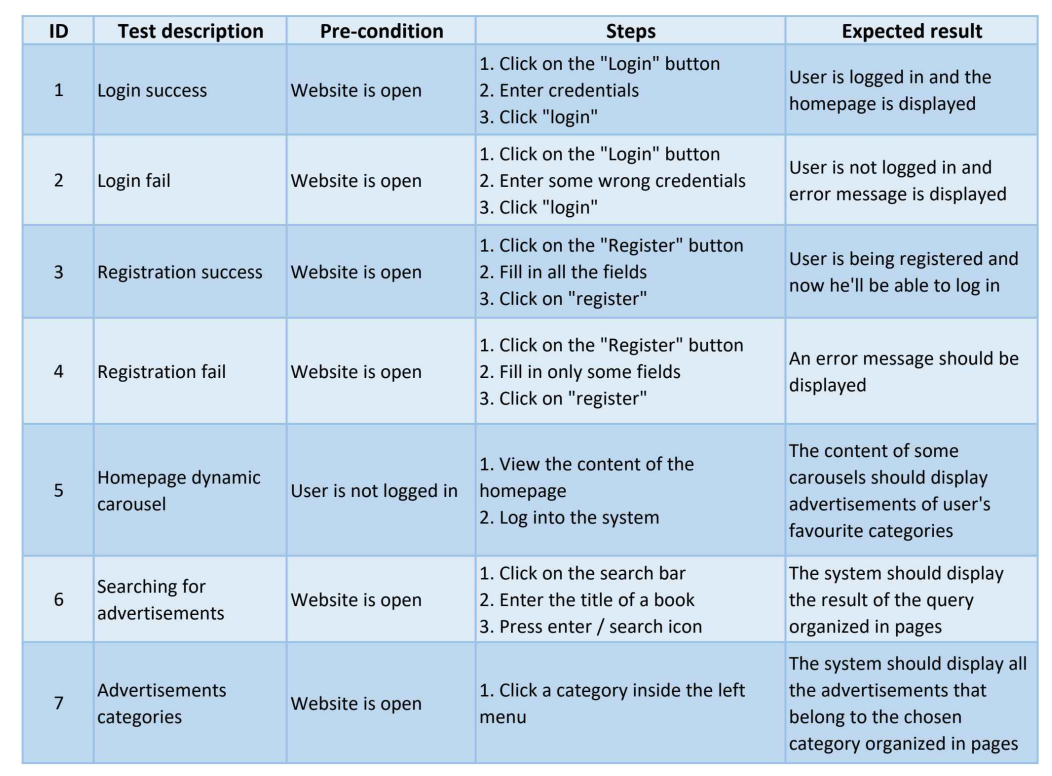 ID Test description Pre-condition Steps Expected result
1 Login success Website is open
1. Click on the "Login" button
2. Enter credentials
3. Click "login"
User is logged in and the
homepage is displayed
2 Login fail Website is open
1. Click on the "Login" button
2. Enter some wrong credentials
3. Click "login"
User is not logged in and
error message is displayed
3 Registration success Website is open
1. Click on the "Register" button
2. Fill in all the fields
3. Click on "register"
User is being registered and
now he'll be able to log in
4 Registration fail Website is open
1. Click on the "Register" button
2. Fill in only some fields
3. Click on "register"
An error message should be
displayed
5
Homepage dynamic
carousel
User is not logged in
1. View the content of the
homepage
2. Log into the system
The content of some
carousels should display
advertisements of user's
favourite categories
6
Searching for
advertisements
Website is open
1. Click on the search bar
2. Enter the title of a book
3. Press enter / search icon
The system should display
the result of the query
organized in pages
7
Advertisements
categories
Website is open
1. Click a category inside the left
menu
The system should display all
the advertisements that
belong to the chosen
category organized in pages